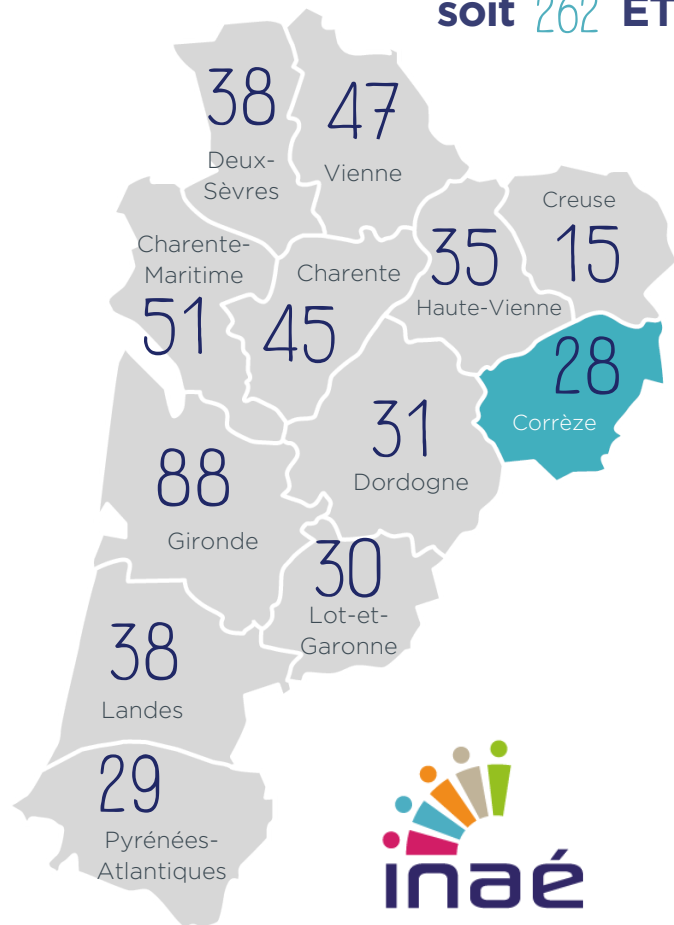 soit 262 ET
38
Deux-
Sèvres
47
Vienne
Creuse
15
Charente-
Maritime
51
Charente
45
35
Haute-Vienne
28
Corrèze
31
Dordogne
88
Gironde
30
Lot-et-
Garonne
38
Landes
29
Pyrénées-
Atlantiques
inaé